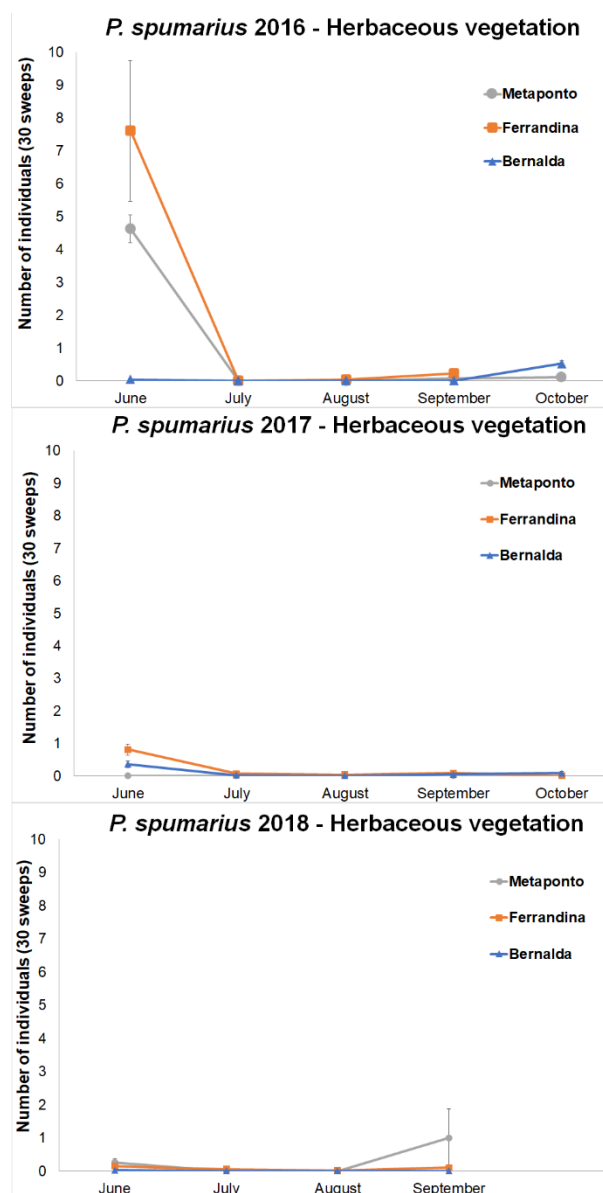 P. spumarius 2016 - Herbaceous vegetation
Number of individuals (30 sweeps)
10
9
8
7
6
5
4
3
2
1
0
Metaponto
Ferrandina
Bernalda
June July August September October
P. spumarius 2017 - Herbaceous vegetation
Number of individuals (30 sweeps)
10
9
8
7
6
5
4
3
2
1
0
Metaponto
Ferrandina
Bernalda
June July August September October
P. spumarius 2018 - Herbaceous vegetation
Number of individuals (30 sweeps)
10
9
8
7
6
5
4
3
2
1
0
Metaponto
Ferrandina
Bernalda
June July August September